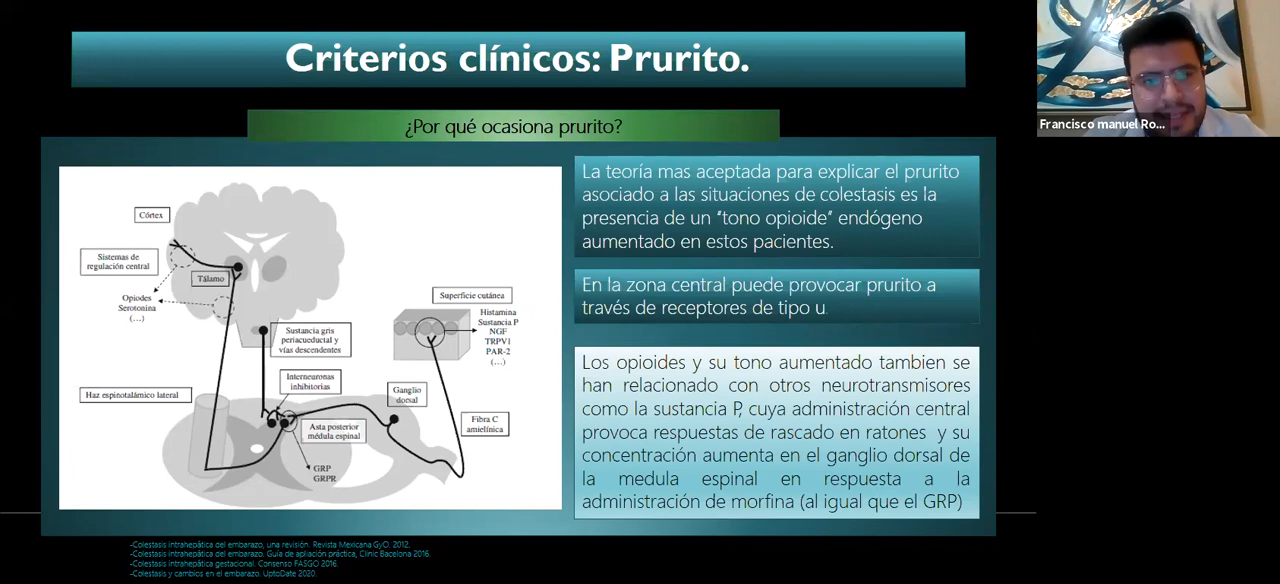 Criterios clínicos: Prurito.
Francisco manuel Ro...
¿Por qué ocasiona prurito?
La teoría mas aceptada para explicar el prurito
asociado a las situaciones de colestasis es la
presencia de un “tono opioide” endógeno
aumentado en estos pacientes.
En la zona central puede provocar prurito a
través de receptores de tipo u.
Los opioides y su tono aumentado tambien se
han relacionado con otros neurotransmisores
como la sustancia P, cuya administración central
provoca respuestas de rascado en ratones y su
concentración aumenta en el ganglio dorsal de
la medula espinal en respuesta a la
administración de morfina (al igual que el GRP)
Córtex
Sistemas de
regulación central
Tálamo
Opiodes
Serotonina
(...)
Sustancia gris
periacueductal y
vías descendentes
Interneuronas
inhibitorias
Haz espinotalámico lateral
Asta posterior
médula espinal
GRP
GRPR
Ganglio
dorsal
Superficie cutánea
Histamina
Sustancia P
NGF
TRPV1
PAR-2
(...)
Fibra C
amielínica
-Colestasis intrahepática del embarazo, una revisión. Revista Mexicana GyO. 2012.
-Colestasis intrahepática del embarazo. Guía de apliación práctica, Clinic Bacelona 2016.
-Colestasis intrahepática gestacional. Consenso FASGO 2016.
-Colestasis y cambios en el embarazo. UptoDate 2020.